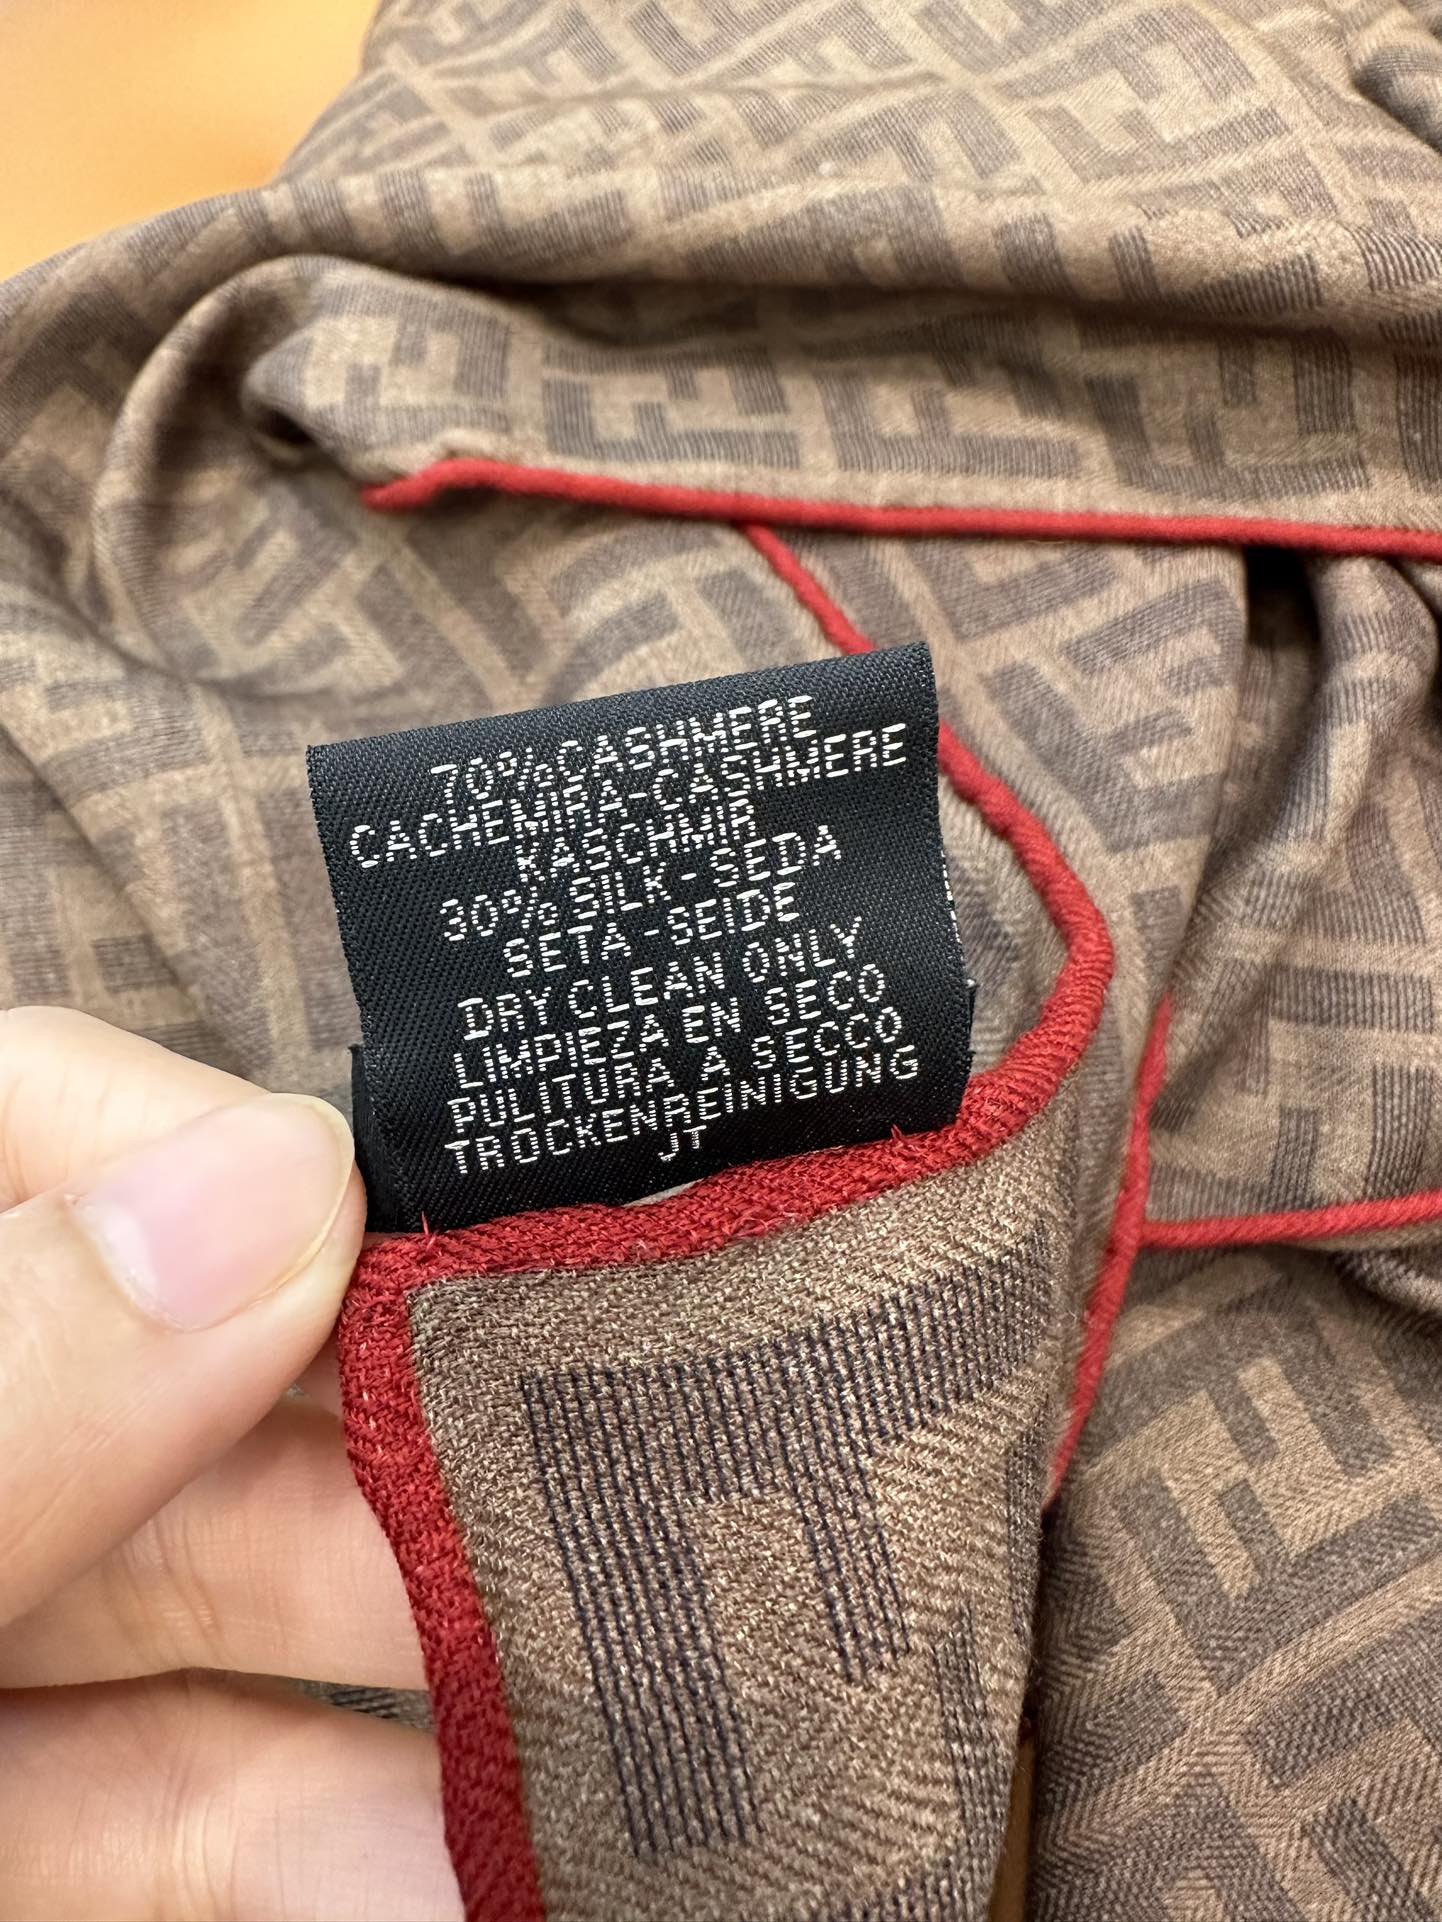 70% CASHMERE
CACHEMIRA-CASHMERE
KASCHMIR
30% SILK-SEDA
SETA-SEIDE
DRY CLEAN ONLY
LIMPIEZA EN SECO
PULITURA A SECCO
TROCKENREINIGUNG
JT